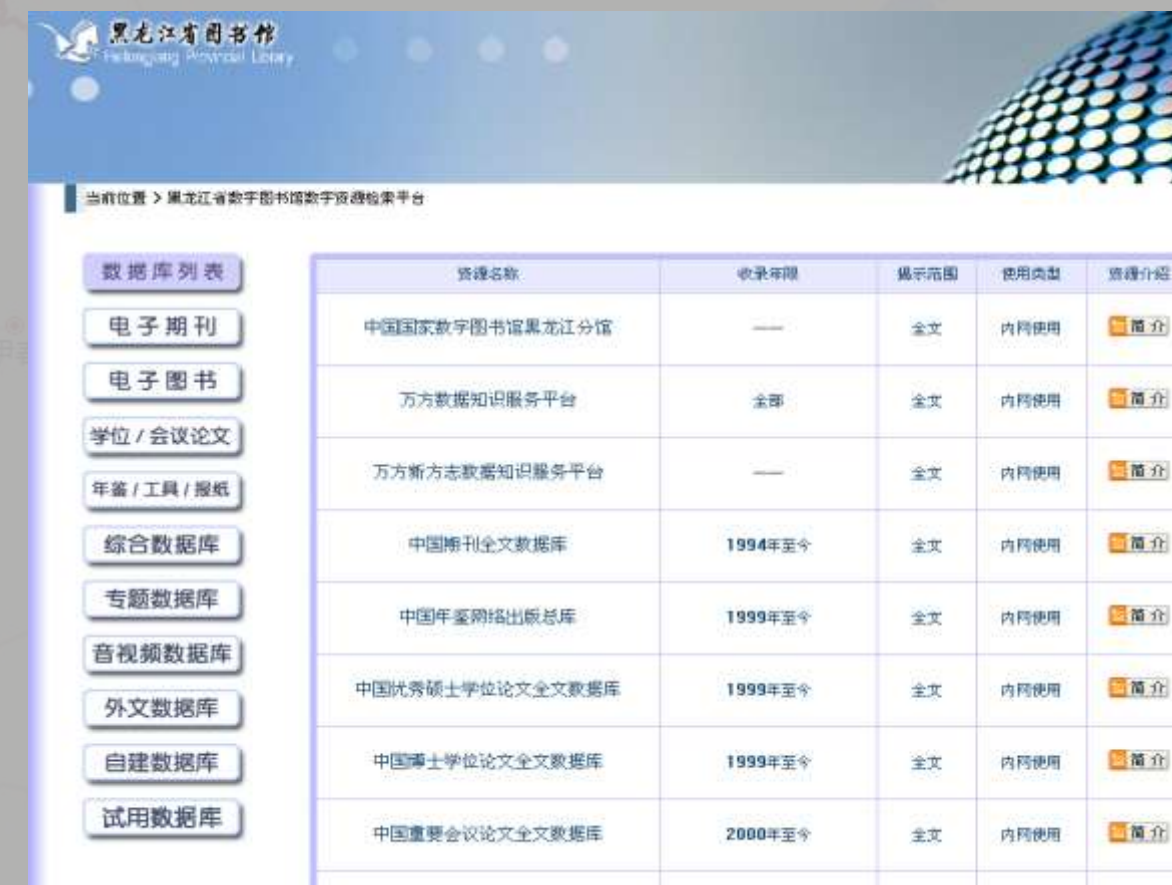 黑龙江省图书馆
Heilongjiang Provincial Library
当前位置 > 黑龙江省数字图书馆数字资源检索平台
数据库列表
电子期刊
电子图书
学位 / 会议论文
年鉴 / 工具 / 报纸
综合数据库
专题数据库
音视频数据库
外文数据库
自建数据库
试用数据库
资源名称 收录年限 揭示范围 使用类型 资源介绍
中国国家数字图书馆黑龙江分馆 —— 全文 内网使用 简介
万方数据知识服务平台 全部 全文 内网使用 简介
万方新方志数据知识服务平台 —— 全文 内网使用 简介
中国期刊全文数据库 1994年至今 全文 内网使用 简介
中国年鉴网络出版总库 1999年至今 全文 内网使用 简介
中国优秀硕士学位论文全文数据库 1999年至今 全文 内网使用 简介
中国博士学位论文全文数据库 1999年至今 全文 内网使用 简介
中国重要会议论文全文数据库 2000年至今 全文 内网使用 简介